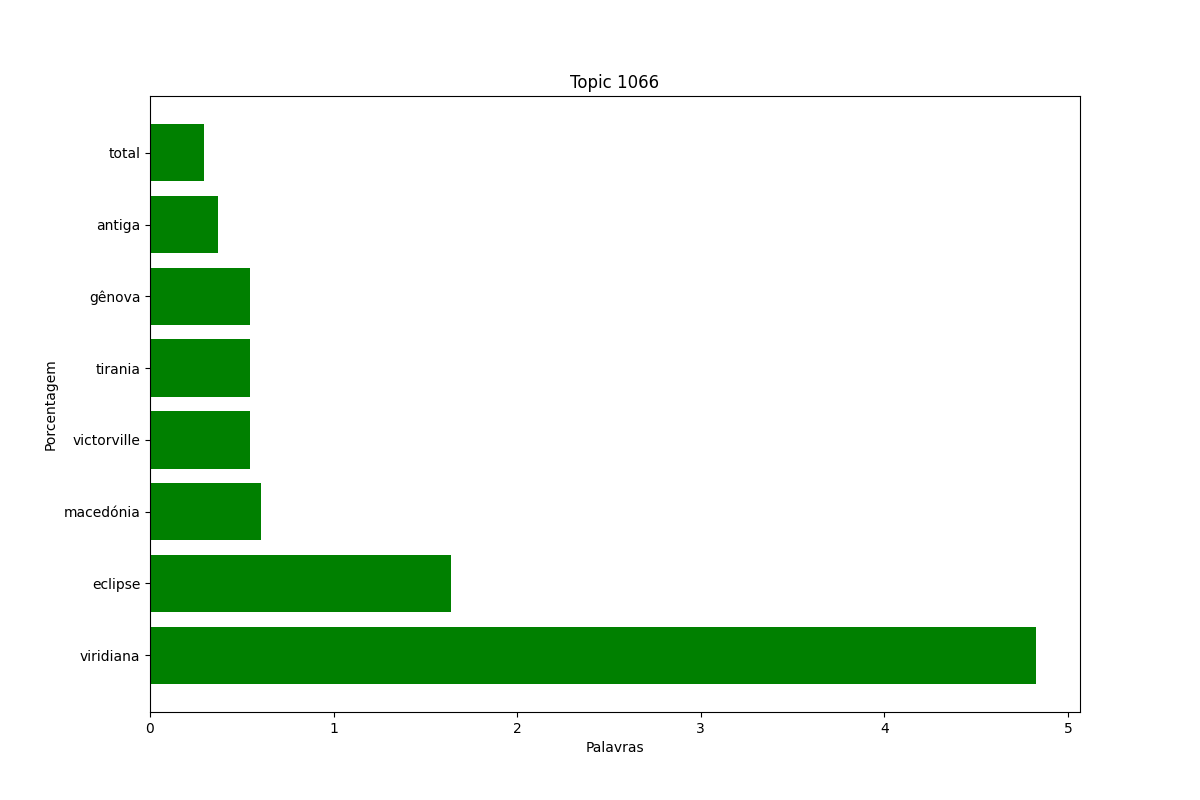 Topic 1066
total
antiga
gênova
tirania
victorville
macedónia
eclipse
viridiana
Porcentagem
0 1 2 3 4 5
Palavras